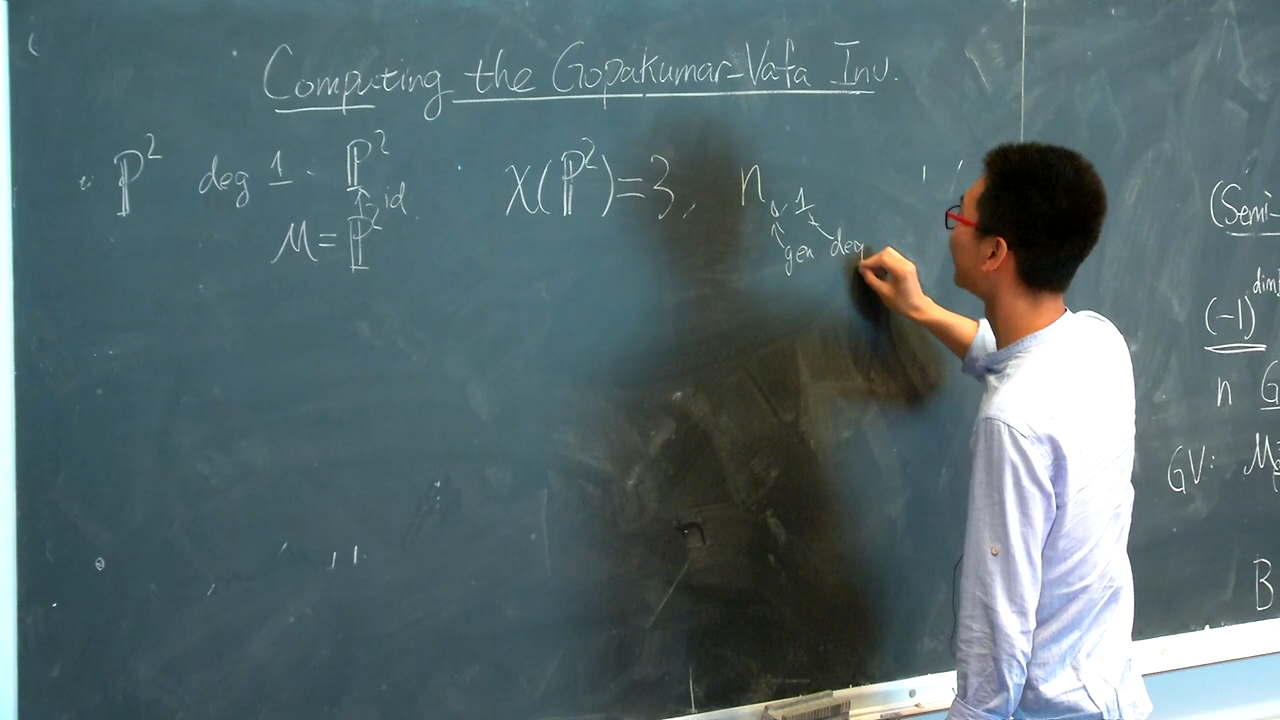 Computing the Gopakumar-Vafa Inv.
P² deg 1 P² χ(P²)=3, n₀,₁
↑ id.
M = P²
gen deg
(Semi-
(-1)^dim
n G
GV: M
B